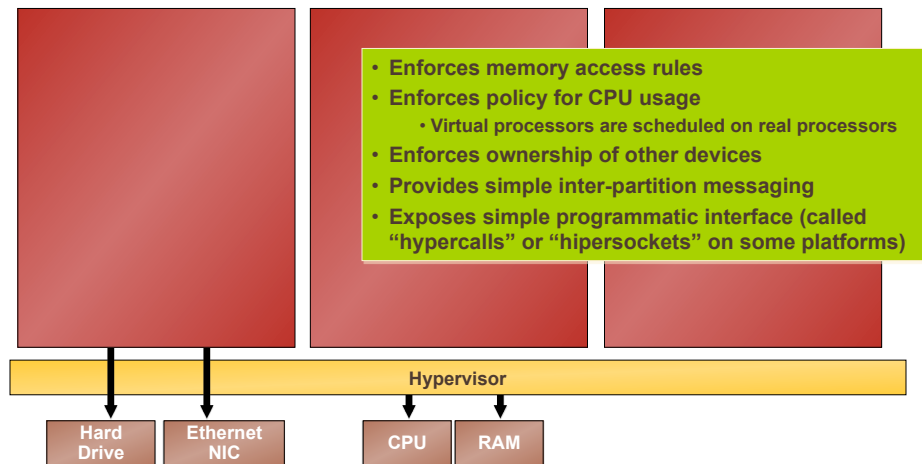 • Enforces memory access rules
• Enforces policy for CPU usage
• Virtual processors are scheduled on real processors
• Enforces ownership of other devices
• Provides simple inter-partition messaging
• Exposes simple programmatic interface (called
“hypercalls” or “hipersockets” on some platforms)
Hypervisor
Hard
Drive
Ethernet
NIC
CPU
RAM